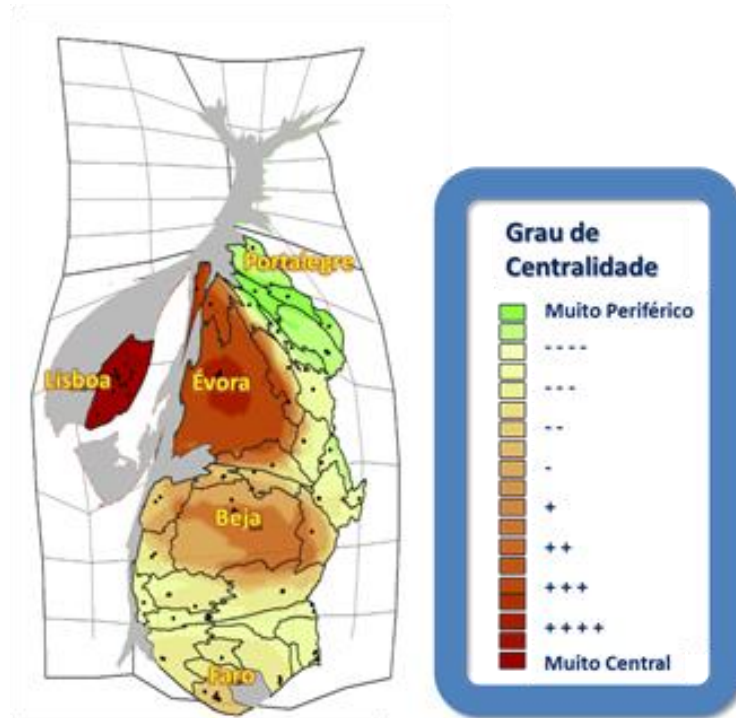 Portalegre
Lisboa
Évora
Beja
Faro
Grau de
Centralidade
Muito Periférico
- - - -
- - -
- -
-
+
+ +
+ + +
+ + + +
Muito Central